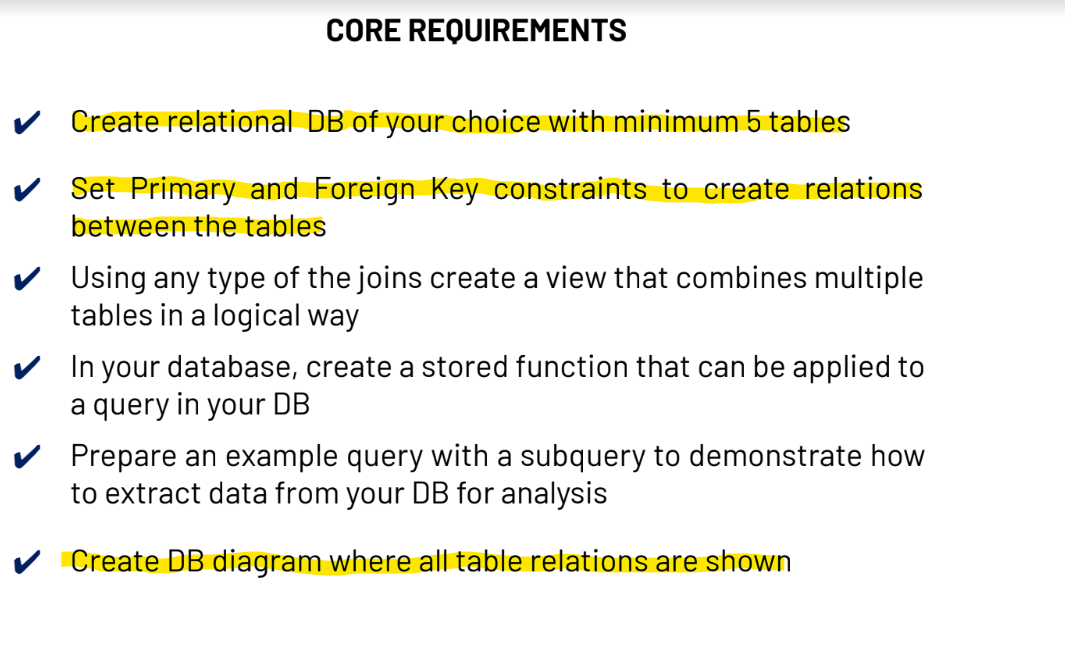 CORE REQUIREMENTS
✔ Create relational DB of your choice with minimum 5 tables
✔ Set Primary and Foreign Key constraints to create relations
between the tables
✔ Using any type of the joins create a view that combines multiple
tables in a logical way
✔ In your database, create a stored function that can be applied to
a query in your DB
✔ Prepare an example query with a subquery to demonstrate how
to extract data from your DB for analysis
✔ Create DB diagram where all table relations are shown